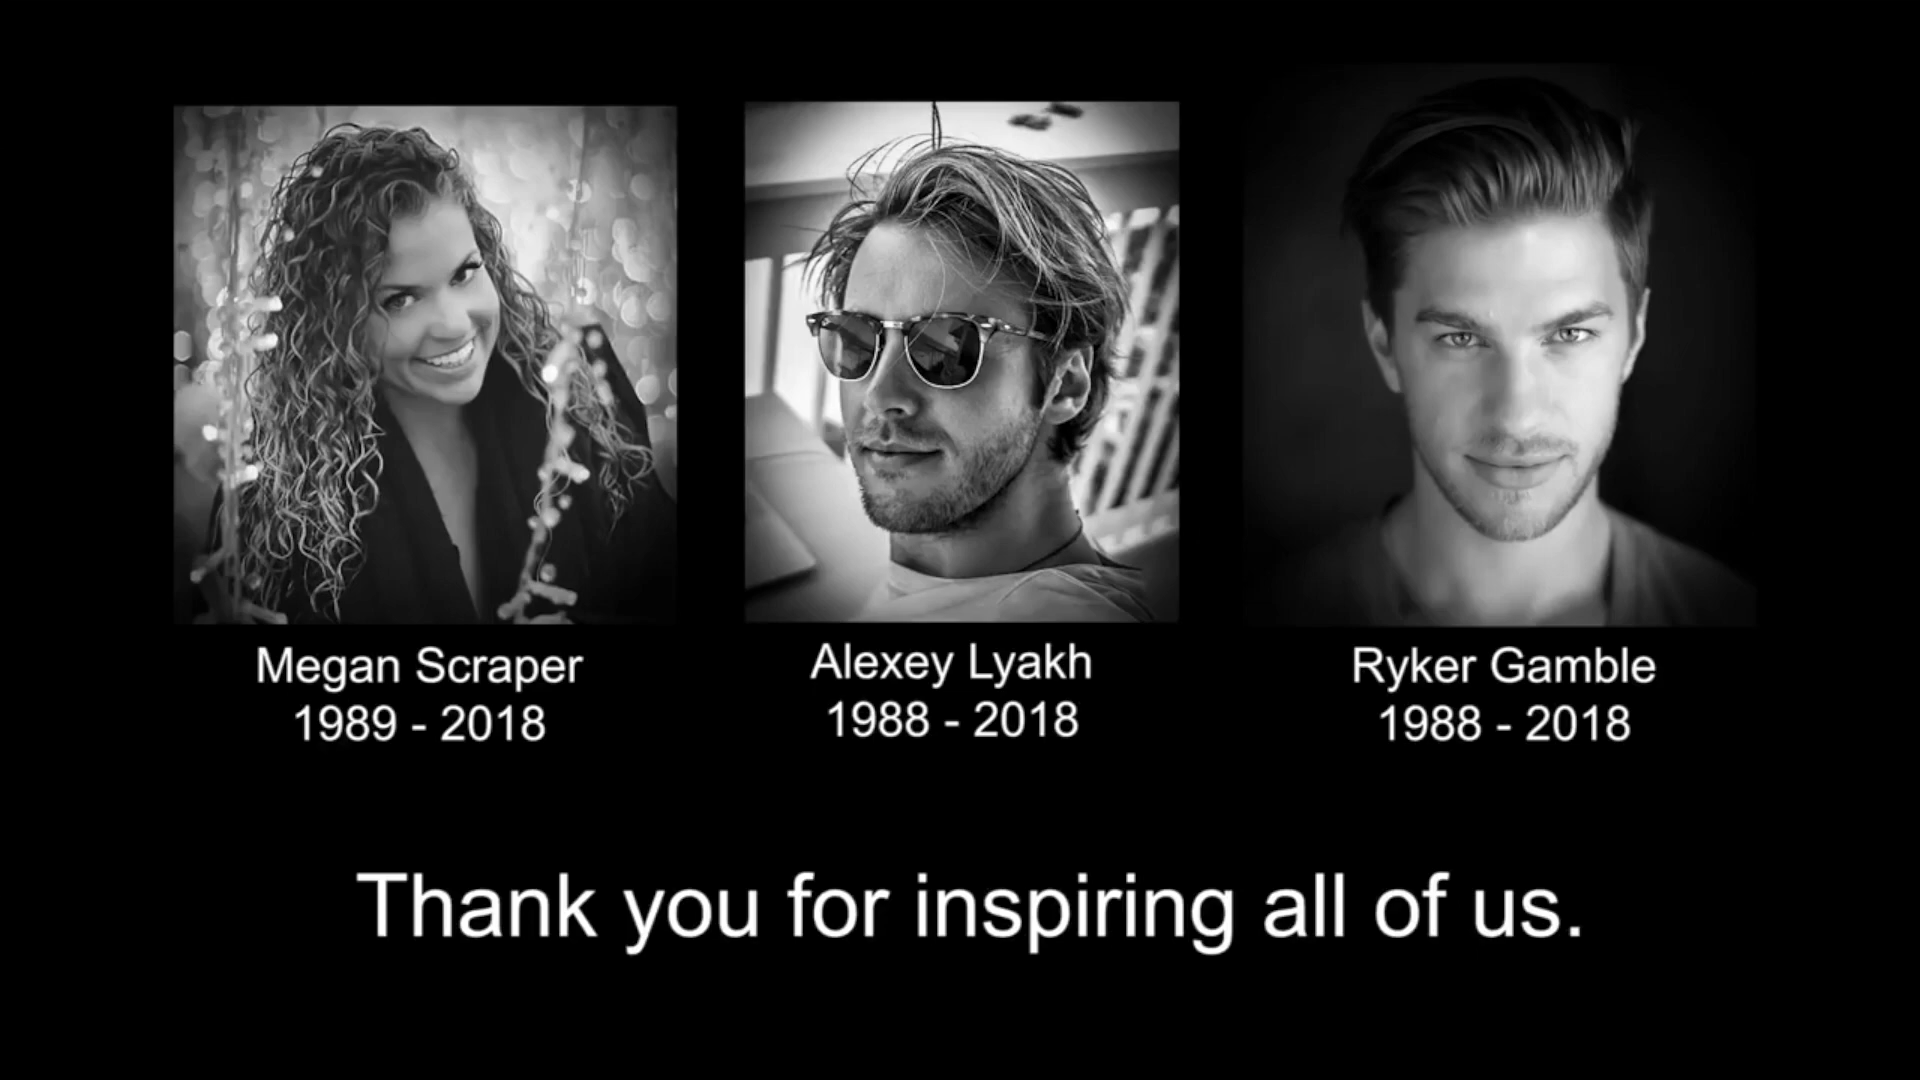 Megan Scraper
1989 - 2018
Alexey Lyakh
1988 - 2018
Ryker Gamble
1988 - 2018
Thank you for inspiring all of us.